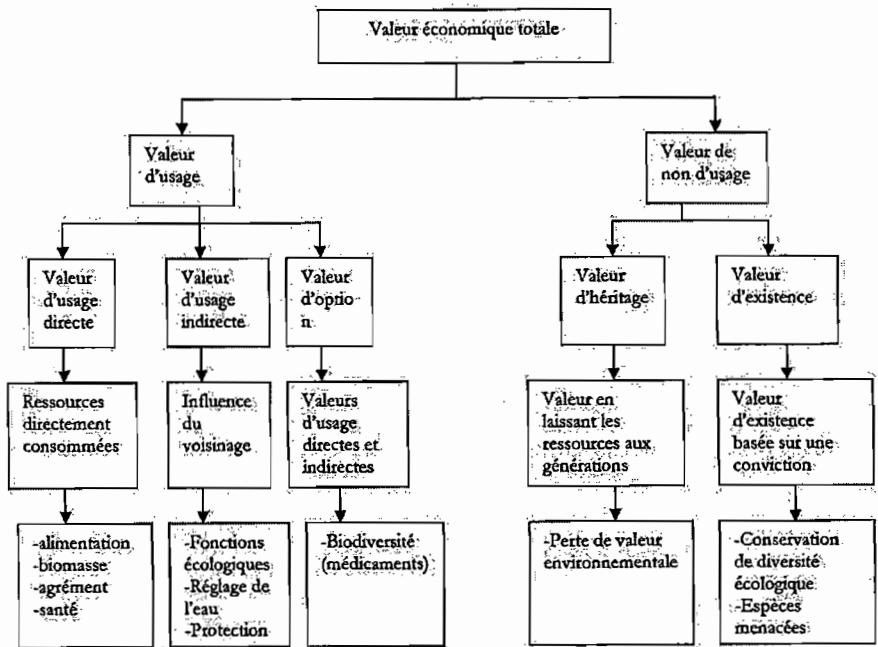 Valeur économique totale
Valeur
d'usage
Valeur de
non d'usage
Valeur
d'usage
directe
Valeur
d'usage
indirecte
Valeur
d'optio
n
Valeur
d'héritage
Valeur
d'existence
Ressources
directement
consommées
Influence
du
voisinage
Valeurs
d'usage
directes et
indirectes
Valeur en
laissant les
ressources aux
générations
Valeur
d'existence
basée sur une
conviction
-alimentation
-biomasse
-agrément
-santé
-Fonctions
écologiques
-Réglage de
l'eau
-Protection
-Biodiversité
(médicaments)
-Perte de valeur
environnementale
-Conservation
de diversité
écologique
-Espèces
menacées